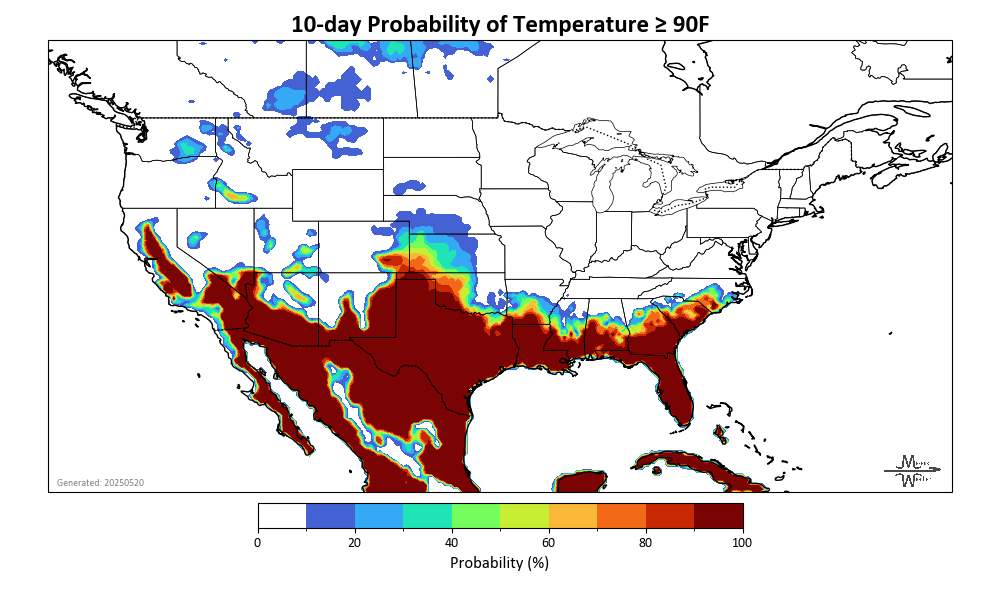 10-day Probability of Temperature ≥ 90F
Generated: 20250520
0 20 40 60 80 100
Probability (%)